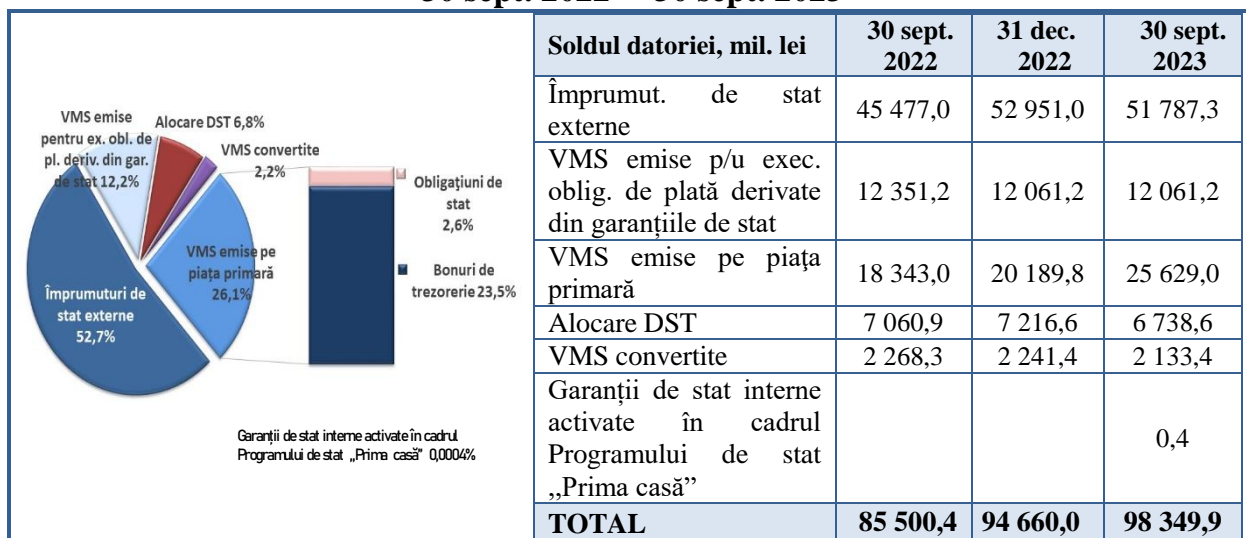 30 sept. 2022 – 30 sept. 2023
VMS emise
pentru ex. obl. de
pl. deriv. din gar.
de stat 12,2%
Alocare DST 6,8%
VMS convertite
2,2%
VMS emise pe
piața primară
26,1%
Împrumuturi de
stat externe
52,7%
Obligațiuni de
stat
2,6%
Bonuri de
trezorerie 23,5%
Garanții de stat interne activate în cadrul
Programului de stat „Prima casă” 0,0004%
Soldul datoriei, mil. lei
30 sept.
2022
31 dec.
2022
30 sept.
2023
Împrumut. de stat
externe
45 477,0
52 951,0
51 787,3
VMS emise p/u exec.
oblig. de plată derivate
din garanțiile de stat
12 351,2
12 061,2
12 061,2
VMS emise pe piaţa
primară
18 343,0
20 189,8
25 629,0
Alocare DST
7 060,9
7 216,6
6 738,6
VMS convertite
2 268,3
2 241,4
2 133,4
Garanții de stat interne
activate în cadrul
Programului de stat
,,Prima casă”
0,4
TOTAL
85 500,4
94 660,0
98 349,9